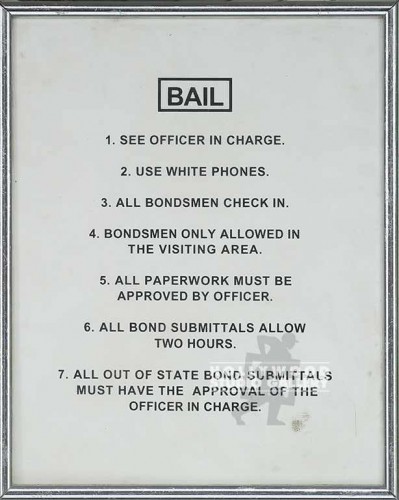 BAIL
1. SEE OFFICER IN CHARGE.
2. USE WHITE PHONES.
3. ALL BONDSMEN CHECK IN.
4. BONDSMEN ONLY ALLOWED IN
THE VISITING AREA.
5. ALL PAPERWORK MUST BE
APPROVED BY OFFICER.
6. ALL BOND SUBMITTALS ALLOW
TWO HOURS.
7. ALL OUT OF STATE BOND SUBMITTALS
MUST HAVE THE APPROVAL OF THE
OFFICER IN CHARGE.